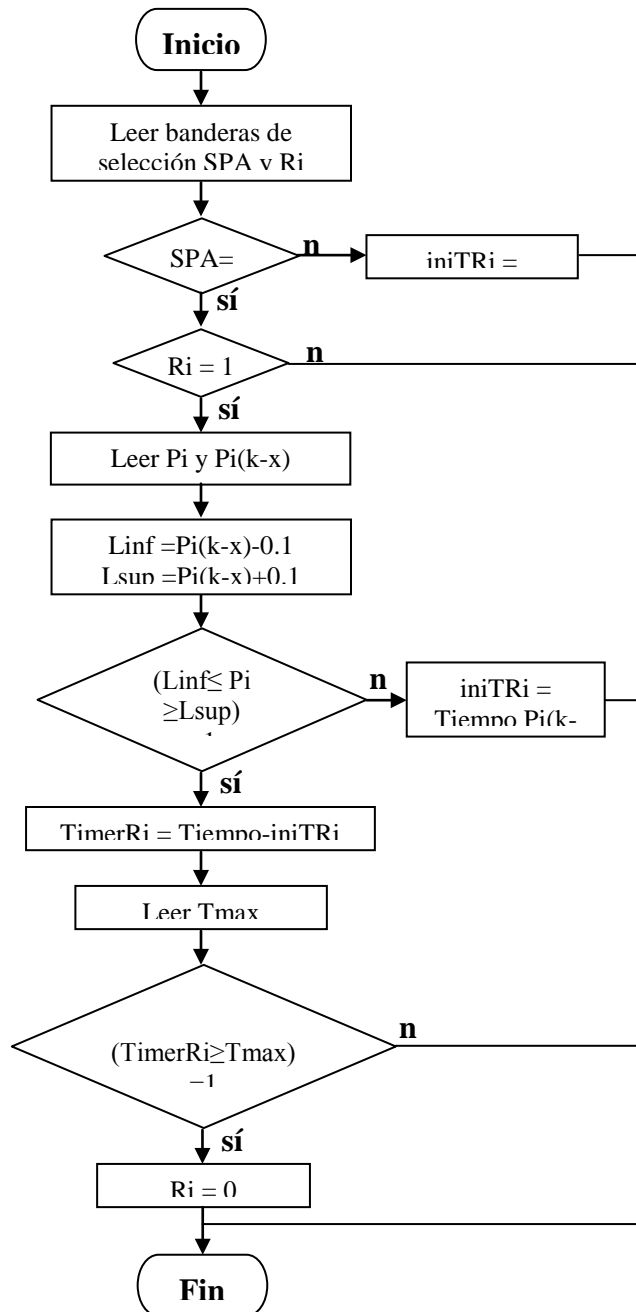 Inicio
Leer banderas de
selección SPA y Ri
SPA=
n
iniTRi =
sí
Ri = 1
n
sí
Leer Pi y Pi(k-x)
Linf =Pi(k-x)-0.1
Lsup =Pi(k-x)+0.1
(Linf≤ Pi
≥Lsup)
n
iniTRi =
Tiempo Pi(k-
sí
TimerRi = Tiempo-iniTRi
Leer Tmax
(TimerRi≥Tmax)
=1
n
sí
Ri = 0
Fin